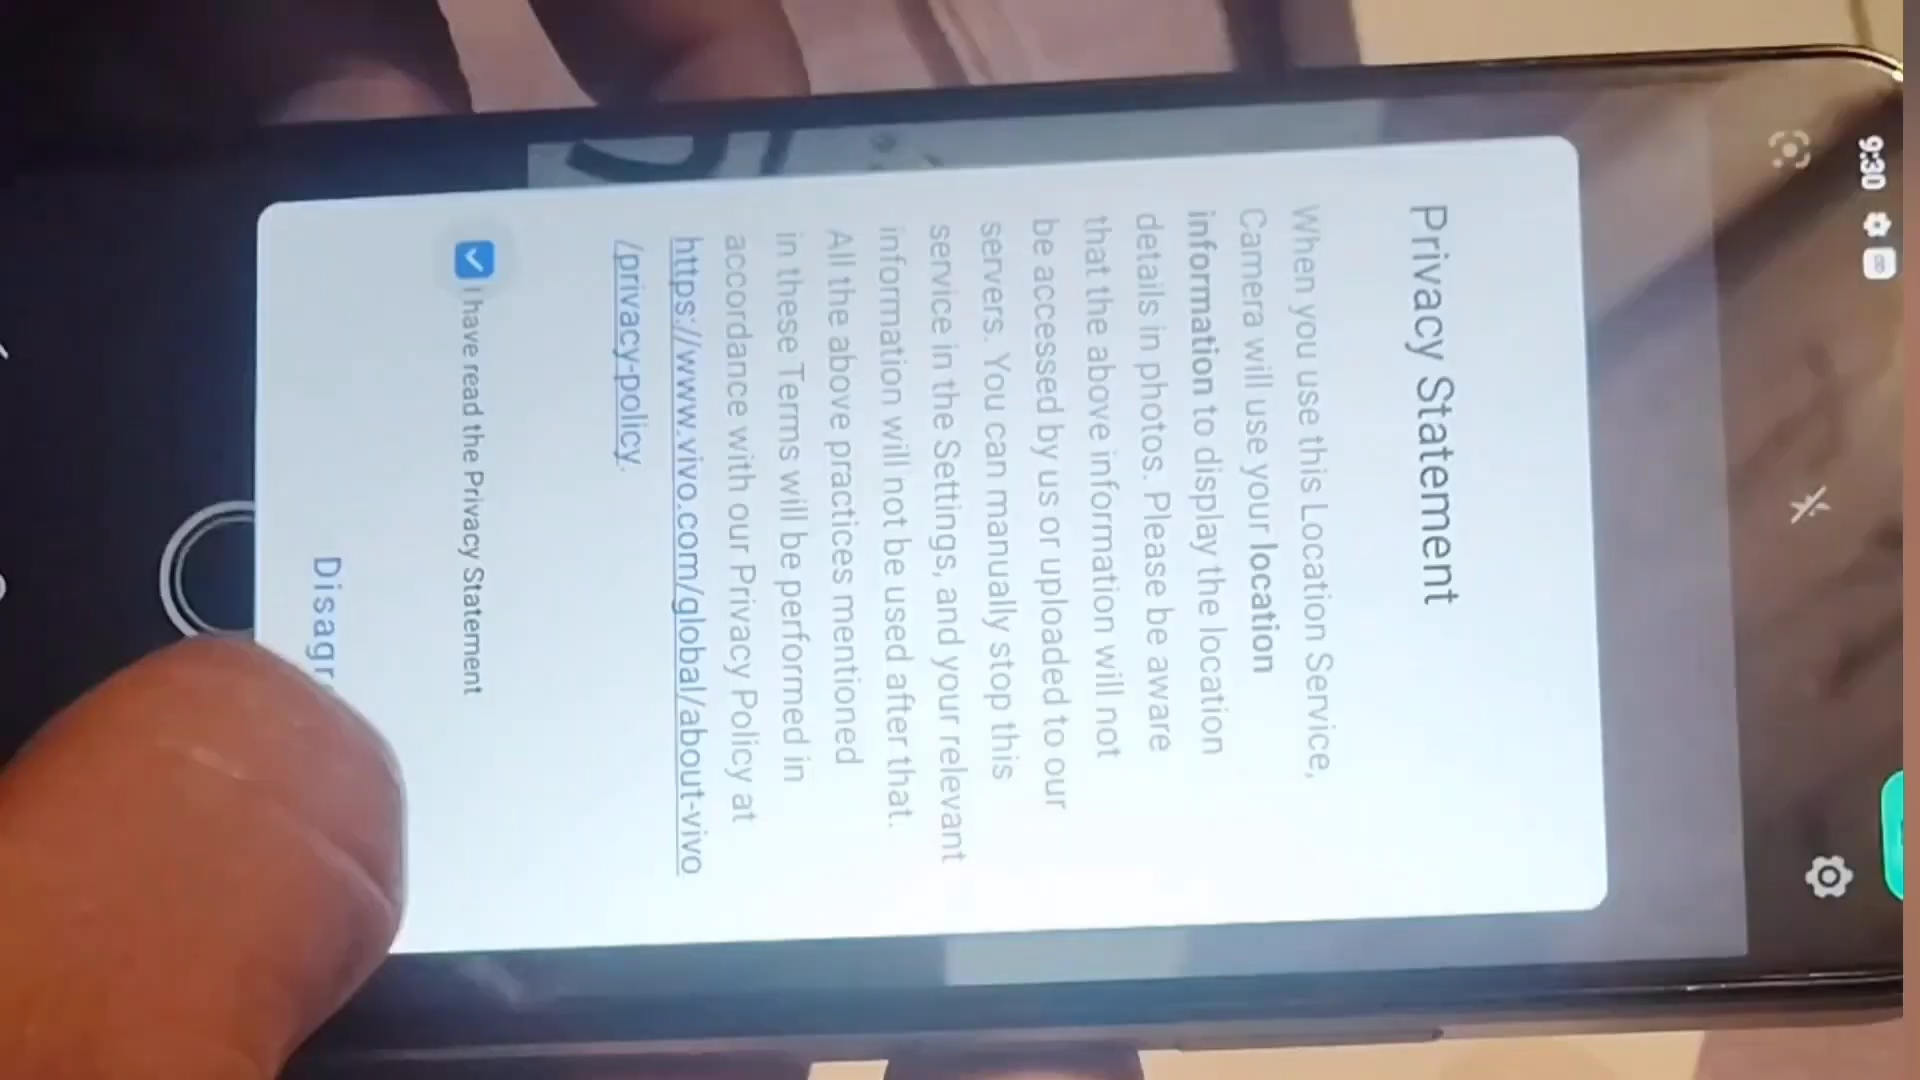 9:30
Privacy Statement
When you use this Location Service,
Camera will use your location
information to display the location
details in photos. Please be aware
that the above information will not
be accessed by us or uploaded to our
servers. You can manually stop this
service in the Settings, and your relevant
information will not be used after that.
All the above practices mentioned
in these Terms will be performed in
accordance with our Privacy Policy at
https://www.vivo.com/global/about-vivo
/privacy-policy.
I have read the Privacy Statement